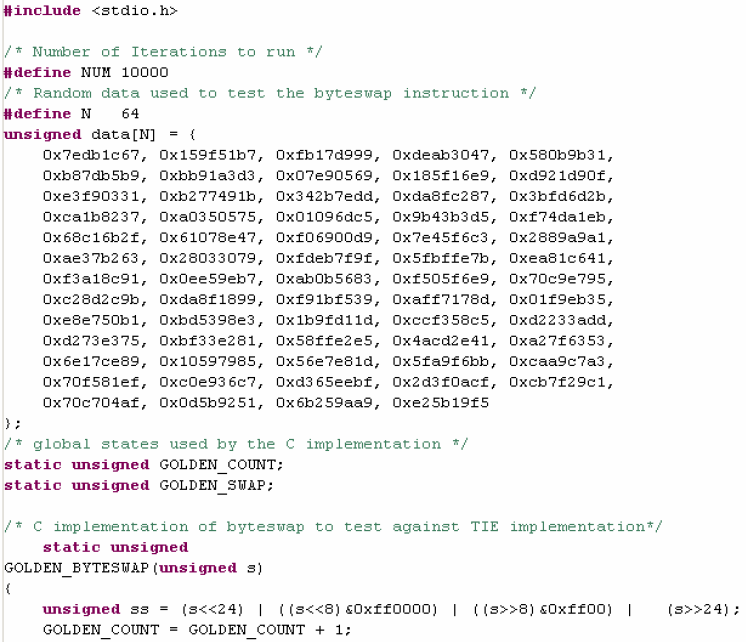 #include <stdio.h>
/* Number of Iterations to run */
#define NUM 10000
/* Random data used to test the byteswap instruction */
#define N   64
unsigned data[N] = {
    0x7edb1c67, 0x159f51b7, 0xfb17d999, 0xdeab3047, 0x580b9b31,
    0xb87db5b9, 0xbb91a3d3, 0x07e90569, 0x185f16e9, 0xd921d90f,
    0xe3f90331, 0xb277491b, 0x342b7edd, 0xda8fc287, 0x3bfd6d2b,
    0xca1b8237, 0xa0350575, 0x01096dc5, 0x9b43b3d5, 0xf74da1eb,
    0x68c16b2f, 0x61078e47, 0xf06900d9, 0x7e45f6c3, 0x2889a9a1,
    0xae37b263, 0x28033079, 0xfdeb7f9f, 0x5fbffe7b, 0xea81c641,
    0xf3a18c91, 0x0ee59eb7, 0xab0b5683, 0xf505f6e9, 0x70c9e795,
    0xc28d2c9b, 0xda8f1899, 0xf91bf539, 0xaff7178d, 0x01f9eb35,
    0xe8e750b1, 0xbd5398e3, 0x1b9fd11d, 0xccf358c5, 0xd2233add,
    0xd273e375, 0xbf33e281, 0x58ffe2e5, 0x4acd2e41, 0xa27f6353,
    0x6e17ce89, 0x10597985, 0x56e7e81d, 0x5fa9f6bb, 0xcaa9c7a3,
    0x70f581ef, 0xc0e936c7, 0xd365eebf, 0x2d3f0acf, 0xcb7f29c1,
    0x70c704af, 0x0d5b9251, 0x6b259aa9, 0xe25b19f5
};
/* global states used by the C implementation */
static unsigned GOLDEN_COUNT;
static unsigned GOLDEN_SWAP;
/* C implementation of byteswap to test against TIE implementation*/
    static unsigned
GOLDEN_BYTESWAP(unsigned s)
{
    unsigned ss = (s<<24) | ((s<<8)&0xff0000) | ((s>>8)&0xff00) |   (s>>24);
    GOLDEN_COUNT = GOLDEN_COUNT + 1;